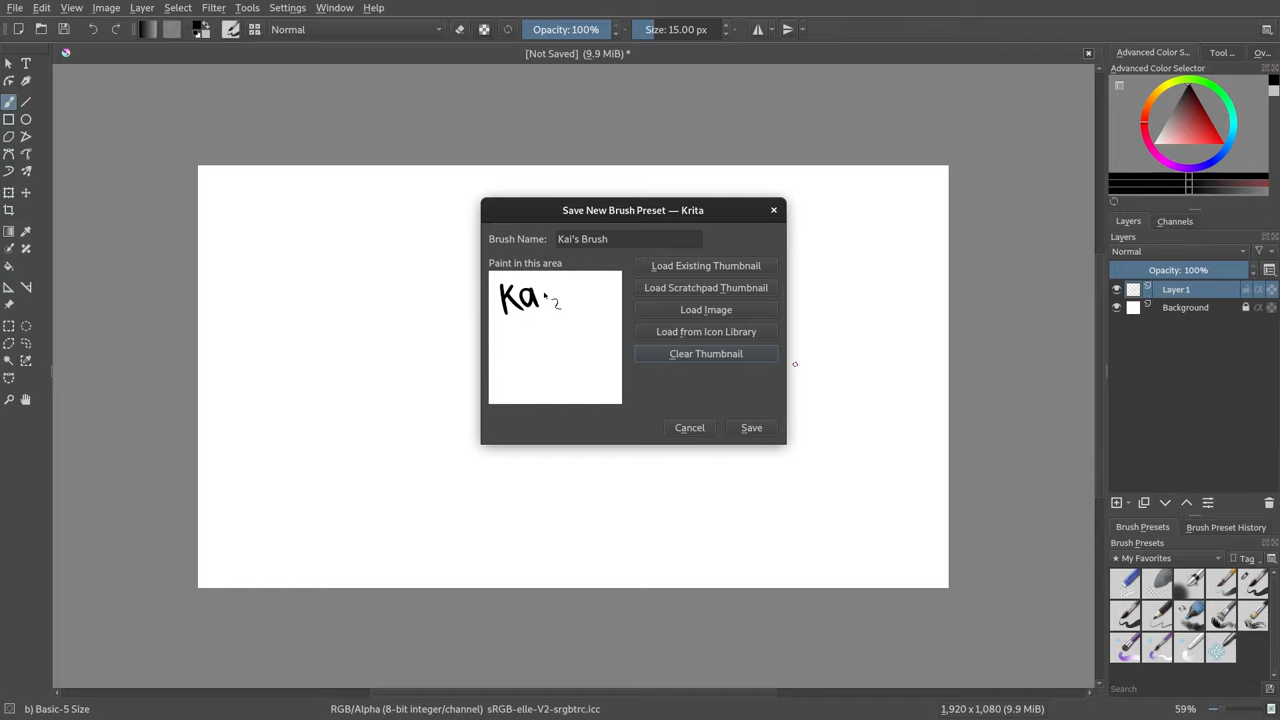 File Edit View Image Layer Select Filter Tools Settings Window Help
Normal Opacity: 100% Size: 15.00 px
[Not Saved] (9.9 MiB) *
Advanced Color S... Tool ... Ov...
Advanced Color Selector
Save New Brush Preset — Krita
Brush Name: Kai's Brush
Paint in this area
Ka
Load Existing Thumbnail
Load Scratchpad Thumbnail
Load Image
Load from Icon Library
Clear Thumbnail
Cancel Save
Layers Channels
Layers
Normal
Opacity: 100%
Layer 1
Background
Brush Presets Brush Preset History
Brush Presets
★ My Favorites Tag
Search
b) Basic-5 Size RGB/Alpha (8-bit integer/channel) sRGB-elle-V2-srgbtrc.icc 1,920 x 1,080 (9.9 MiB) 59%